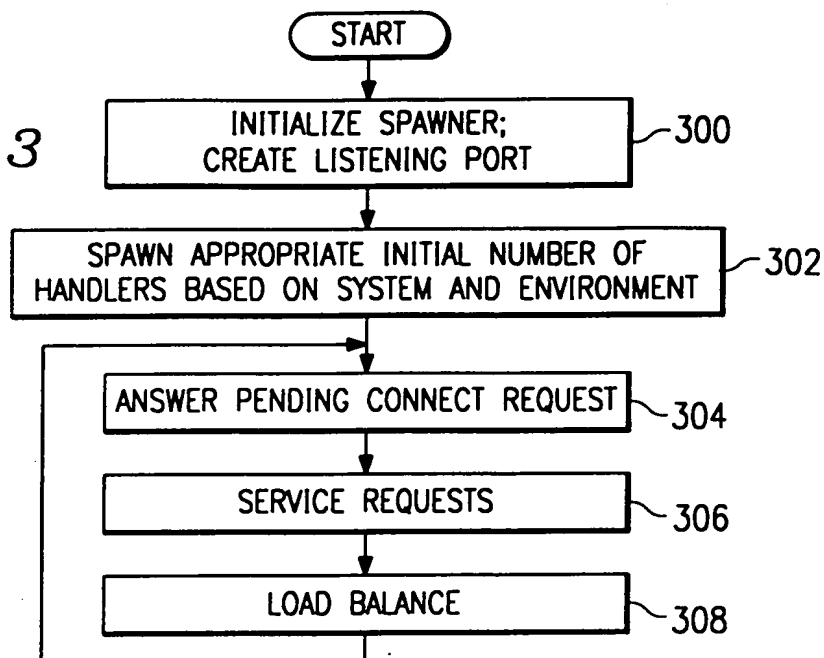 START
3
INITIALIZE SPAWNER;
CREATE LISTENING PORT
300
SPAWN APPROPRIATE INITIAL NUMBER OF
HANDLERS BASED ON SYSTEM AND ENVIRONMENT
302
ANSWER PENDING CONNECT REQUEST
304
SERVICE REQUESTS
306
LOAD BALANCE
308